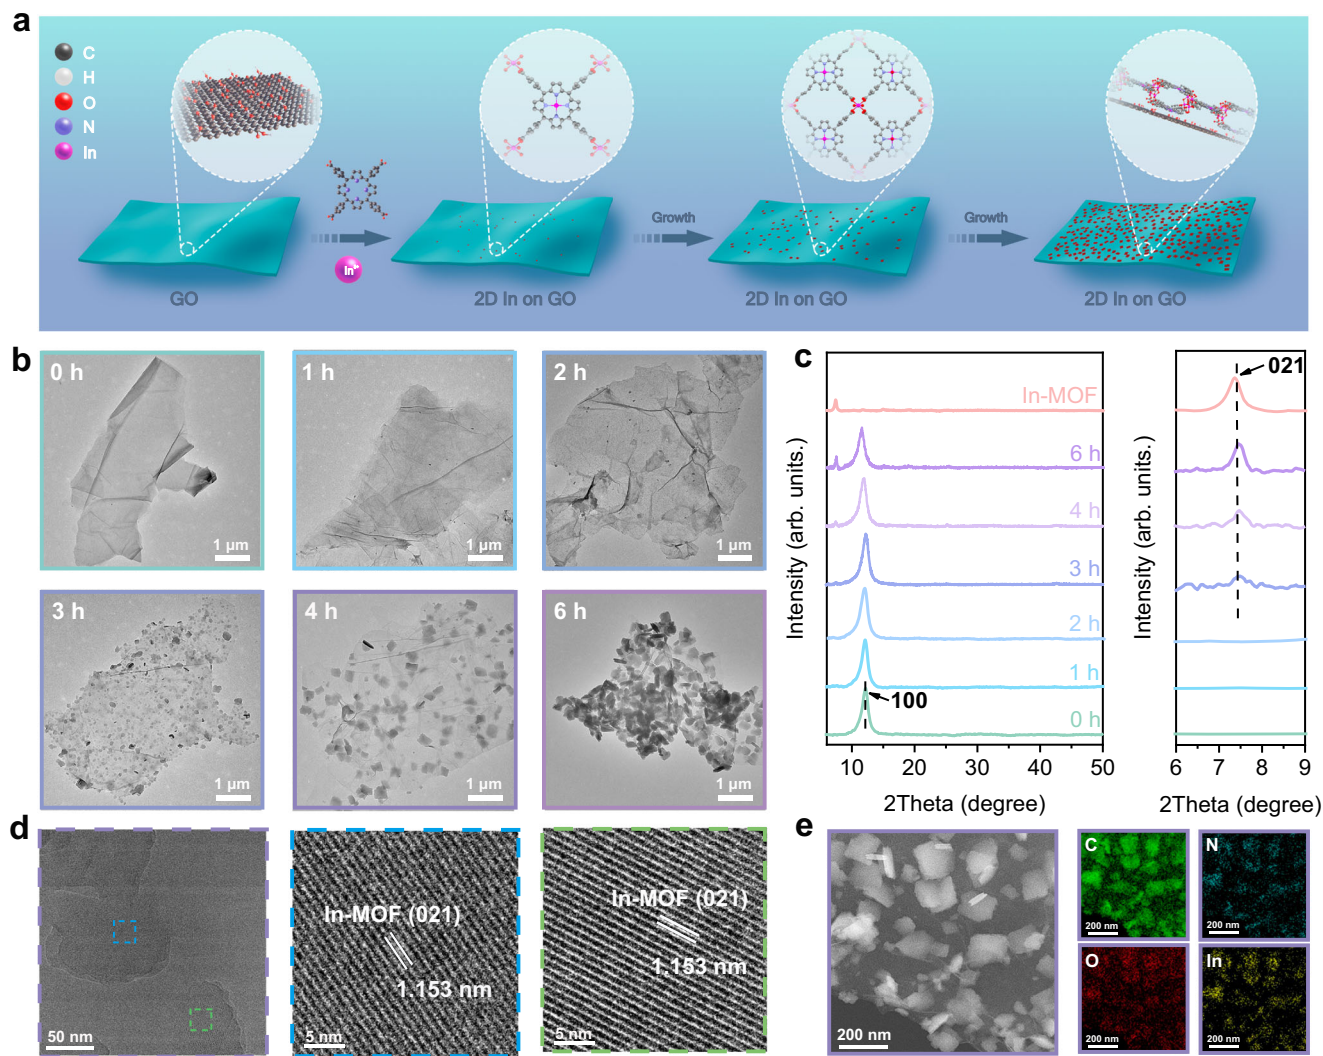 a
C
H
O
N
In
In3+
Growth
Growth
GO
2D In on GO
2D In on GO
2D In on GO
b
0 h
1 μm
1 h
1 μm
2 h
1 μm
3 h
1 μm
4 h
1 μm
6 h
1 μm
c
Intensity (arb. units.)
In-MOF
6 h
4 h
3 h
2 h
1 h
100
0 h
10 20 30 40 50
2Theta (degree)
Intensity (arb. units.)
021
6 7 8 9
2Theta (degree)
d
50 nm
In-MOF (021)
1.153 nm
5 nm
In-MOF (021)
1.153 nm
5 nm
e
200 nm
C
200 nm
N
200 nm
O
200 nm
In
200 nm